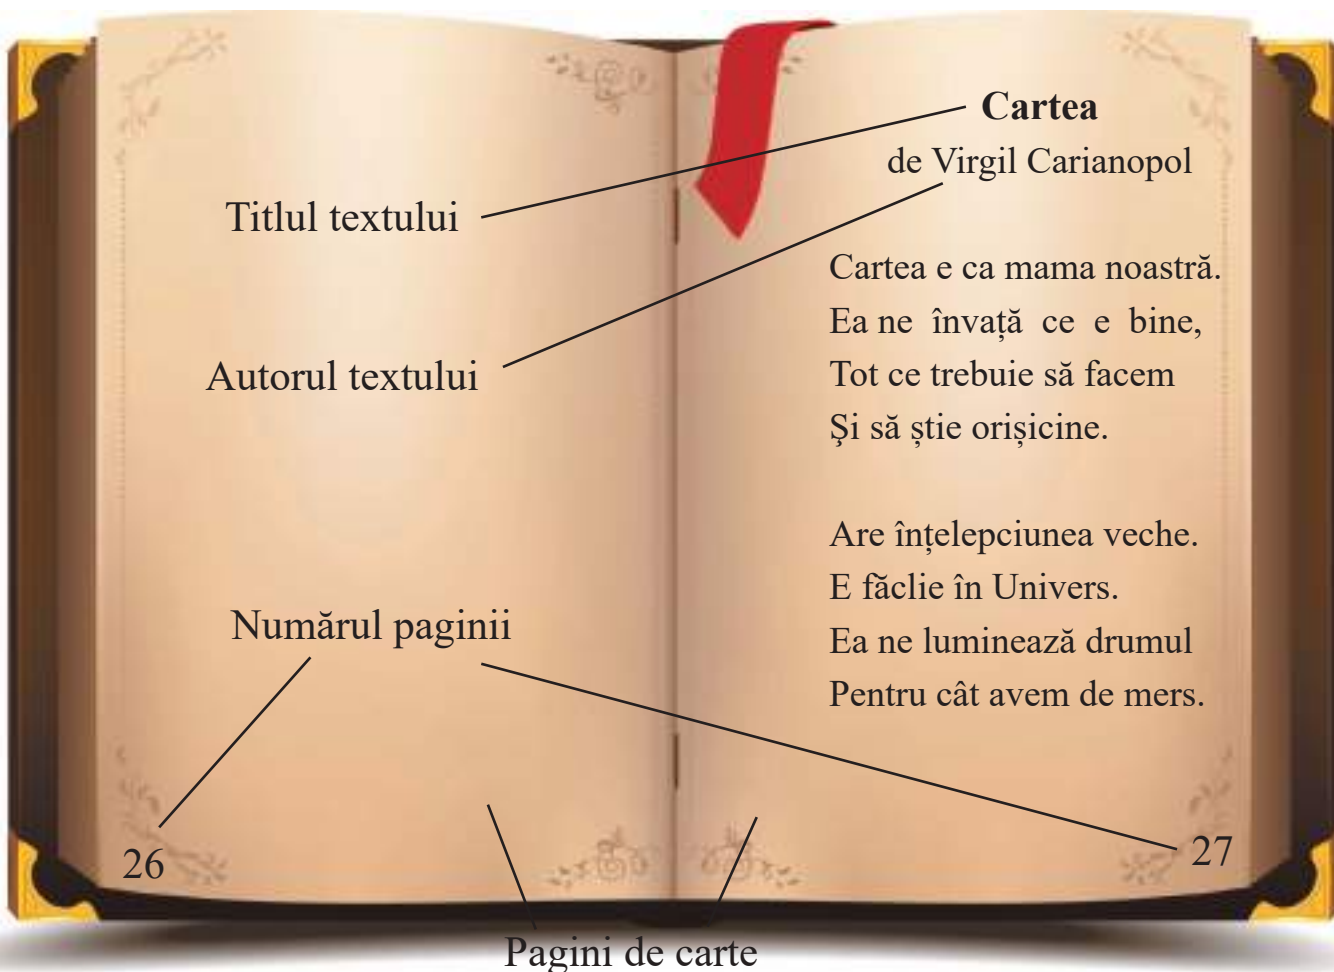 Titlul textului
Autorul textului
Numărul paginii
26
Cartea
de Virgil Carianopol
Cartea e ca mama noastră.
Ea ne învață ce e bine,
Tot ce trebuie să facem
Şi să știe orișicine.
Are înțelepciunea veche.
E făclie în Univers.
Ea ne luminează drumul
Pentru cât avem de mers.
27
Pagini de carte